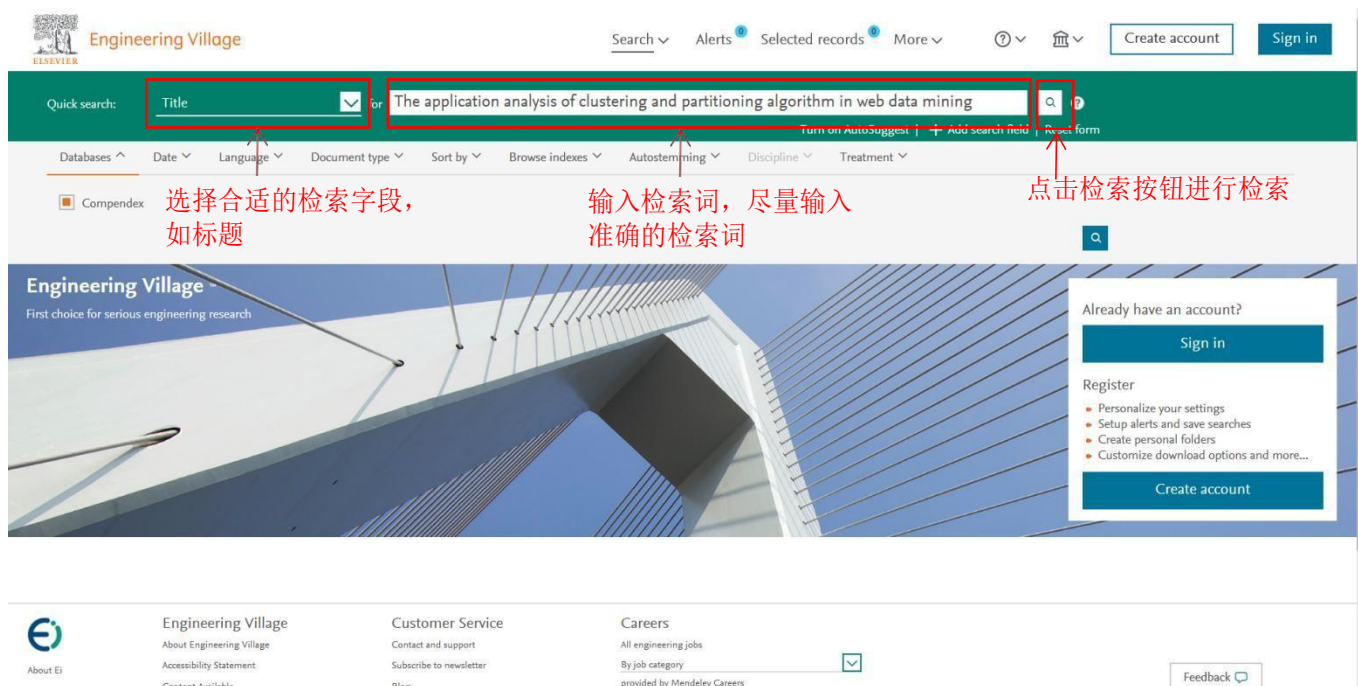 Engineering Village
ELSEVIER
Search
Alerts 0
Selected records 0
More
Create account
Sign in
Quick search:
Title
for
The application analysis of clustering and partitioning algorithm in web data mining
Turn on AutoSuggest | + Add search field | Reset form
Databases
Date
Language
Document type
Sort by
Browse indexes
Autostemming
Discipline
Treatment
Compendex
选择合适的检索字段，
如标题
输入检索词，尽量输入
准确的检索词
点击检索按钮进行检索
Engineering Village
First choice for serious engineering research
Already have an account?
Sign in
Register
Personalize your settings
Setup alerts and save searches
Create personal folders
Customize download options and more...
Create account
About Ei
Engineering Village
About Engineering Village
Accessibility Statement
Content Available
Customer Service
Contact and support
Subscribe to newsletter
Blog
Careers
All engineering jobs
By job category
provided by Mendeley Careers
Feedback